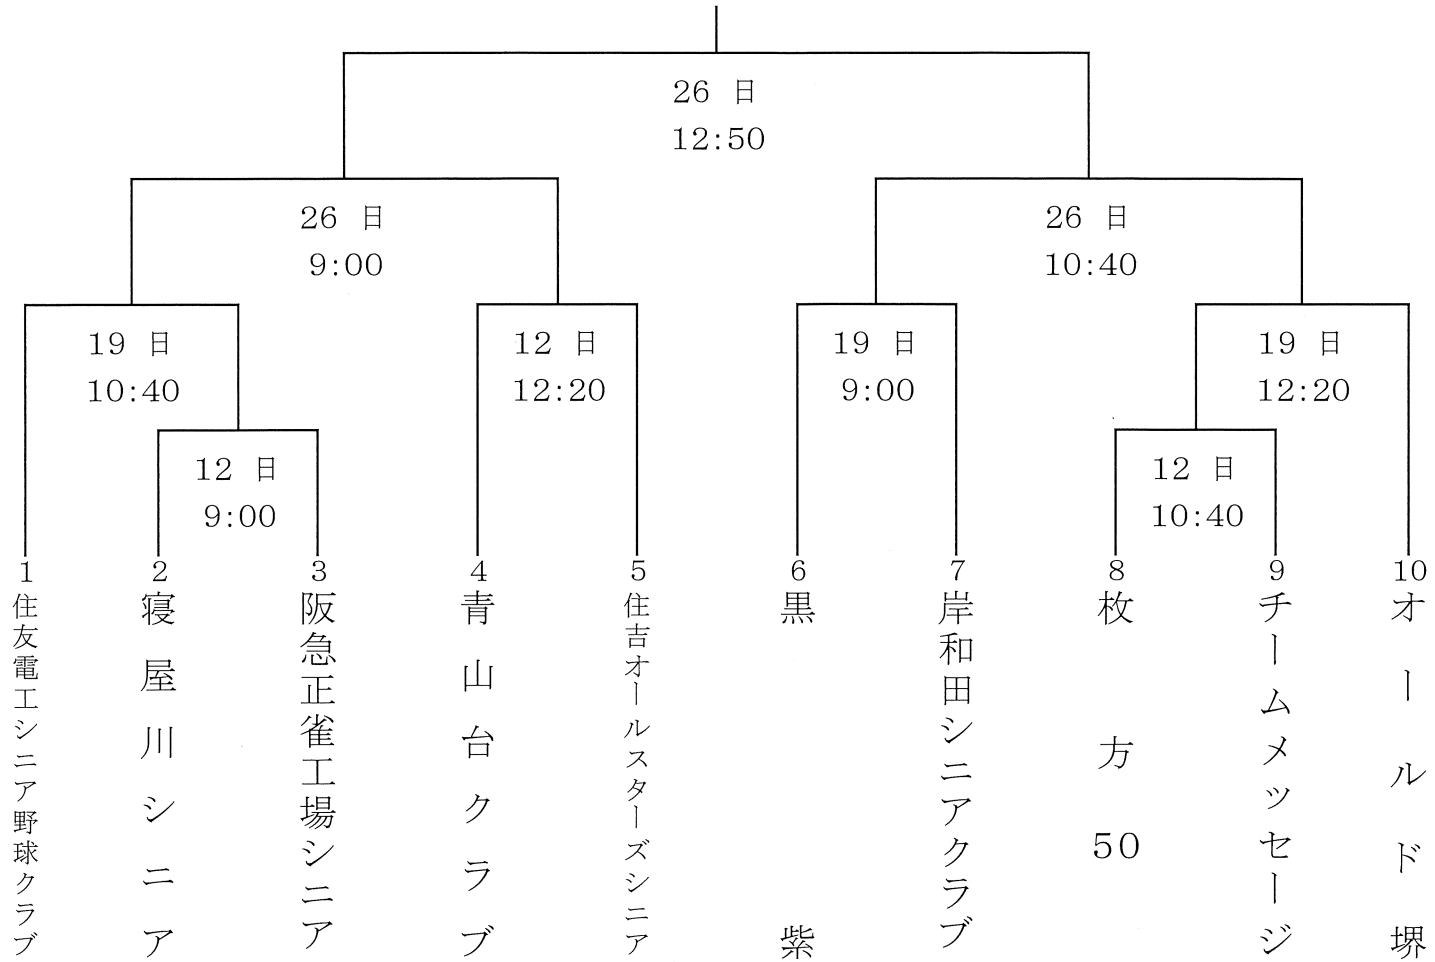 26 日
12:50
26 日
9:00
26 日
10:40
19 日
10:40
12 日
12:20
19 日
9:00
19 日
12:20
12 日
9:00
12 日
10:40
1 住友電工シニア野球クラブ
2 寝屋川シニア
3 阪急正雀工場シニア
4 青山台クラブ
5 住吉オールスターズシニア
6 黒紫
7 岸和田シニアクラブ
8 枚方50
9 チームメッセージ
10 オールド堺